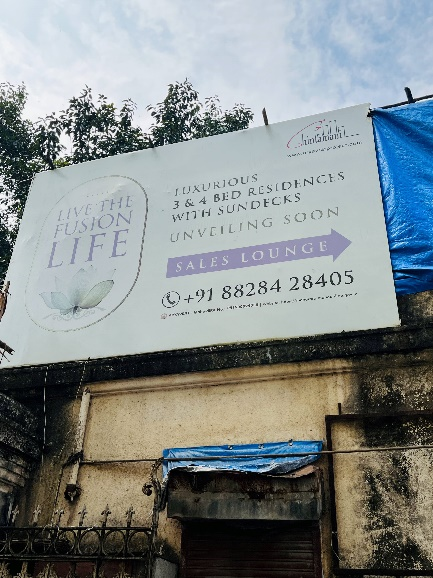 LIVE THE
FUSION
LIFE
LUXURIOUS
3 & 4 BED RESIDENCES
WITH SUNDECKS
UNVEILING SOON
SALES LOUNGE
+91 88284 28405